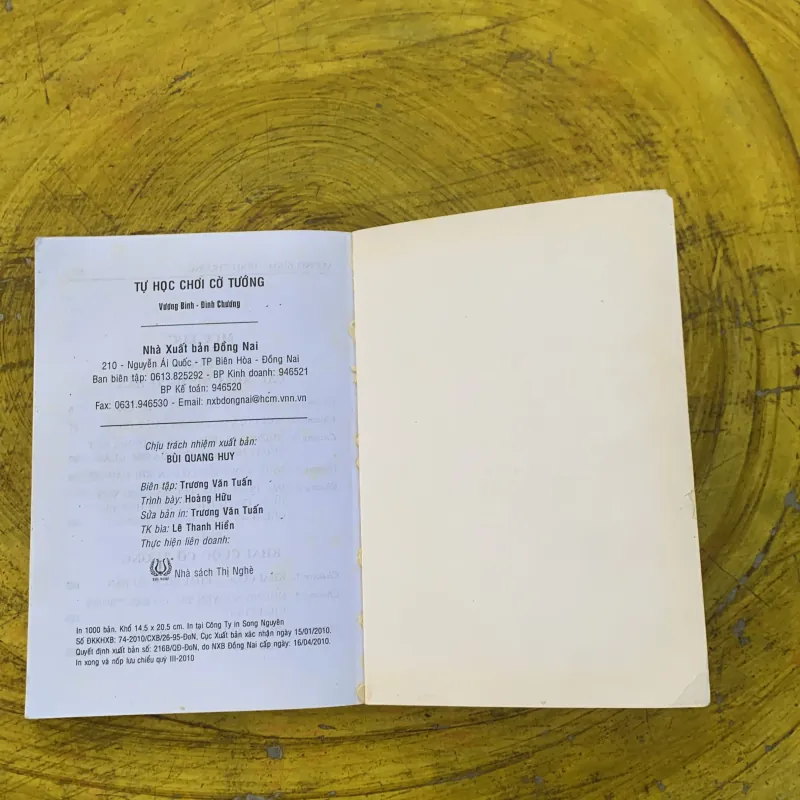 TỰ HỌC CHƠI CỜ TƯỚNG
Vương Bình - Đình Chương
Nhà Xuất bản Đồng Nai
210 - Nguyễn Ái Quốc - TP Biên Hòa - Đồng Nai
Ban biên tập: 0613.825292 - BP Kinh doanh: 946521
BP Kế toán: 946520
Fax: 0631.946530 - Email: nxbdongnai@hcm.vnn.vn
Chịu trách nhiệm xuất bản:
BÙI QUANG HUY
Biên tập: Trương Văn Tuấn
Trình bày: Hoàng Hữu
Sửa bản in: Trương Văn Tuấn
TK bìa: Lê Thanh Hiển
Thực hiện liên doanh:
Nhà sách Thị Nghè
In 1000 bản, Khổ 14.5 x 20.5 cm. In tại Công Ty in Song Nguyên
Số ĐKKHXB: 74-2010/CXB/26-95-ĐoN, Cục Xuất bản xác nhận ngày 15/01/2010.
Quyết định xuất bản số: 216B/QĐ-ĐoN, do NXB Đồng Nai cấp ngày: 16/04/2010.
In xong và nộp lưu chiểu quý III-2010